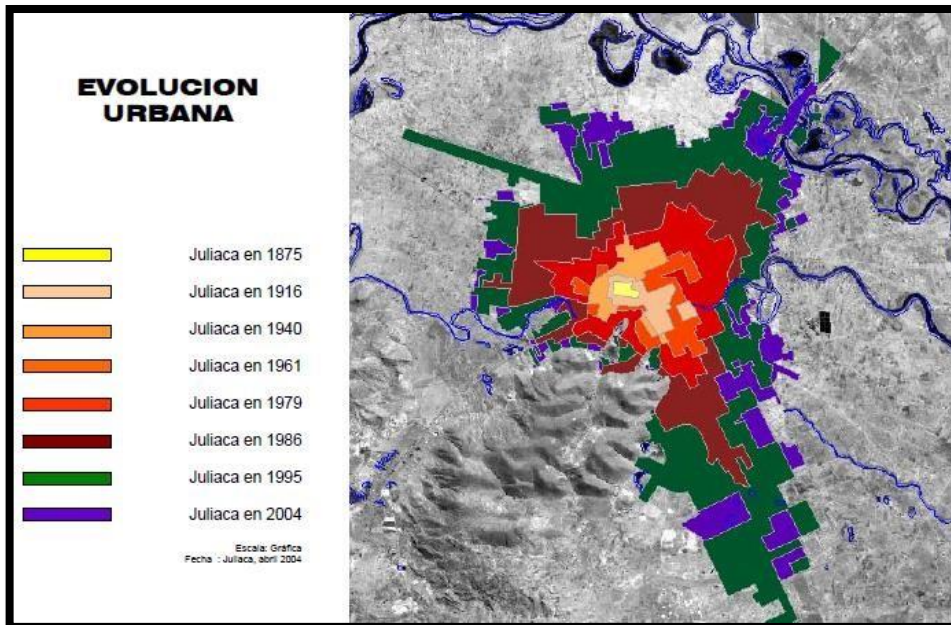 EVOLUCION
URBANA
Juliaca en 1875
Juliaca en 1916
Juliaca en 1940
Juliaca en 1961
Juliaca en 1979
Juliaca en 1986
Juliaca en 1995
Juliaca en 2004
Escala: Gráfica
Fecha : Juliaca, abril 2004